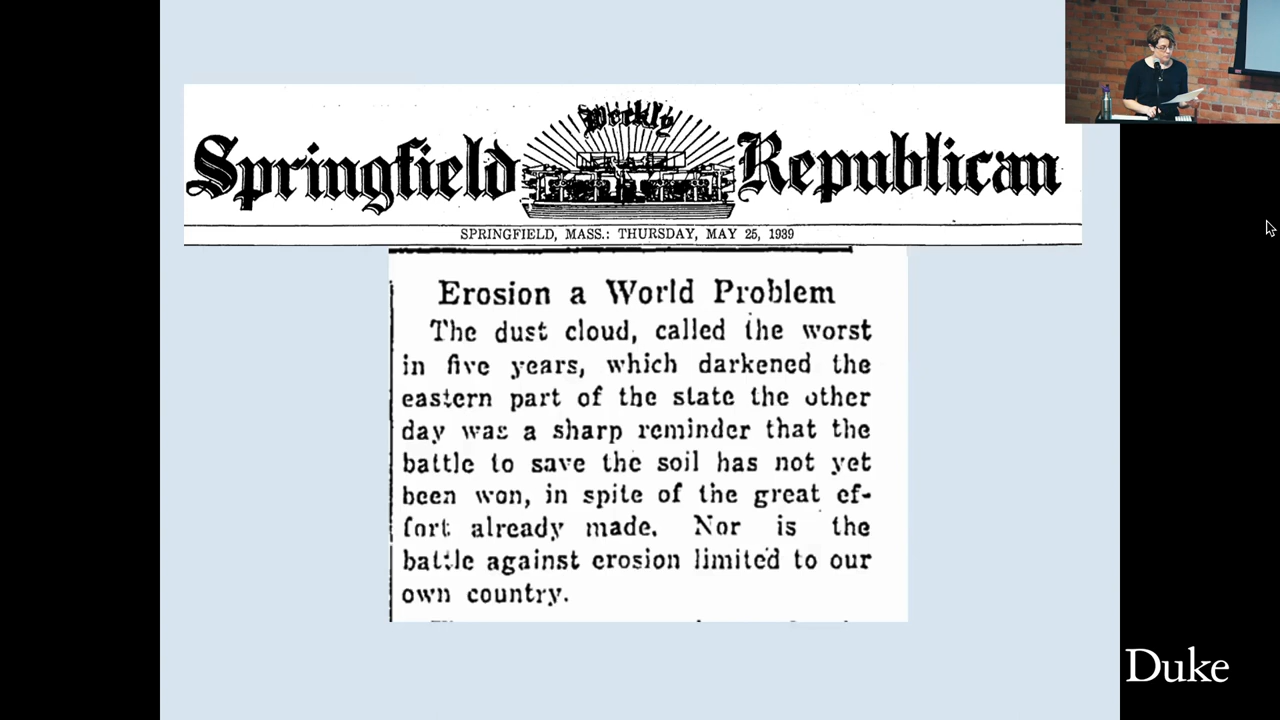 Weekly
Springfield Republican
SPRINGFIELD, MASS.: THURSDAY, MAY 25, 1939
Erosion a World Problem
The dust cloud, called the worst
in five years, which darkened the
eastern part of the state the other
day was a sharp reminder that the
battle to save the soil has not yet
been won, in spite of the great ef-
fort already made. Nor is the
battle against erosion limited to our
own country.
Duke